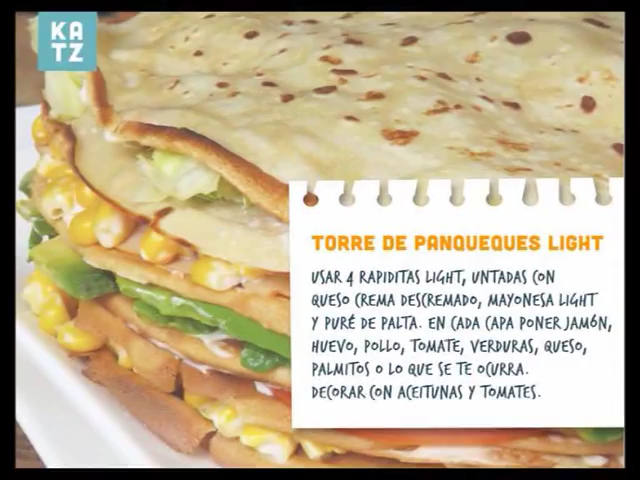 KA
TZ
TORRE DE PANQUEQUES LIGHT
USAR 4 RAPIDITAS LIGHT, UNTADAS CON
QUESO CREMA DESCREMADO, MAYONESA LIGHT
Y PURÉ DE PALTA. EN CADA CAPA PONER JAMÓN,
HUEVO, POLLO, TOMATE, VERDURAS, QUESO,
PALMITOS O LO QUE SE TE OCURRA.
DECORAR CON ACEITUNAS Y TOMATES.